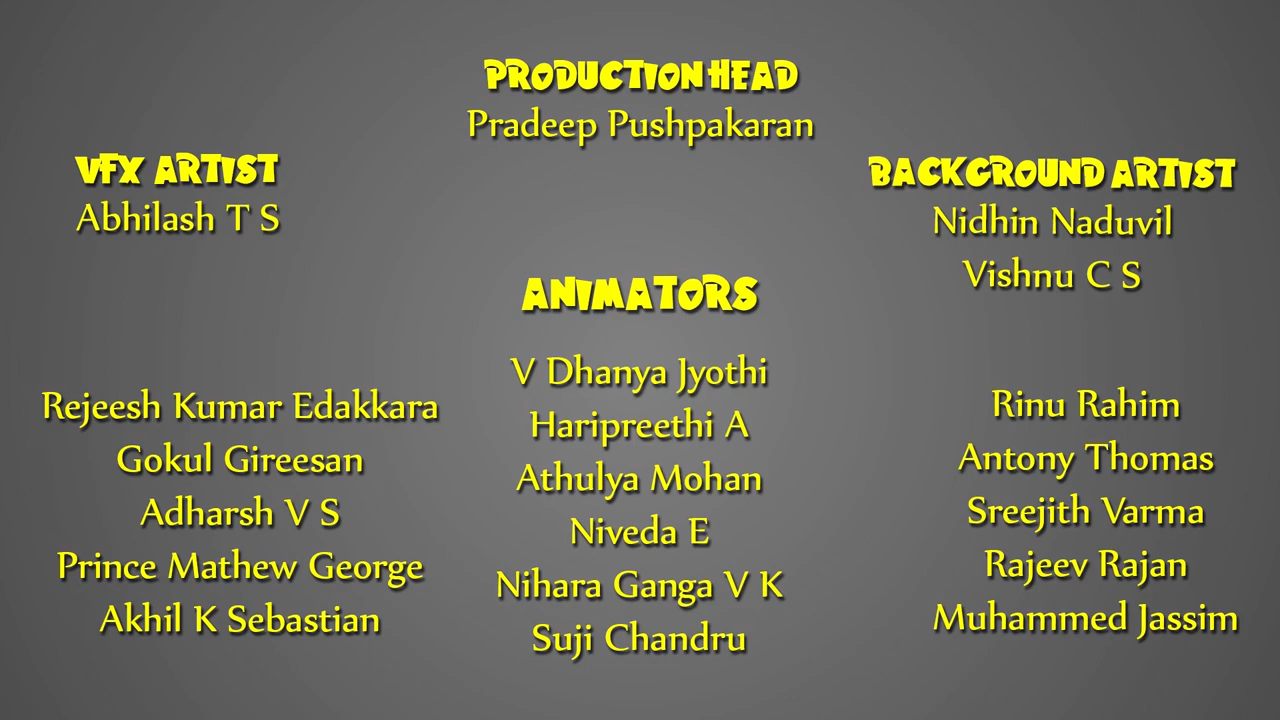 PRODUCTION HEAD
Pradeep Pushpakaran
VFX ARTIST
Abhilash T S
BACKGROUND ARTIST
Nidhin Naduvil
Vishnu C S
ANIMATORS
Rejeesh Kumar Edakkara
Gokul Gireesan
Adharsh V S
Prince Mathew George
Akhil K Sebastian
V Dhanya Jyothi
Haripreethi A
Athulya Mohan
Niveda E
Nihara Ganga V K
Suji Chandru
Rinu Rahim
Antony Thomas
Sreejith Varma
Rajeev Rajan
Muhammed Jassim